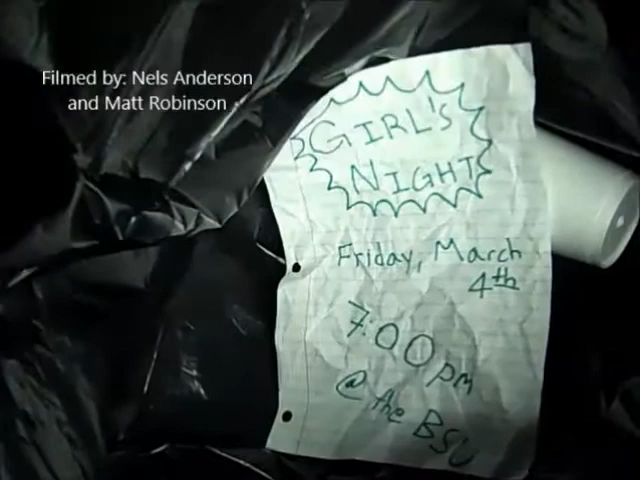 Filmed by: Nels Anderson
and Matt Robinson
GIRL'S
NIGHT
Friday, March
4th
7:00pm
@ the BSU